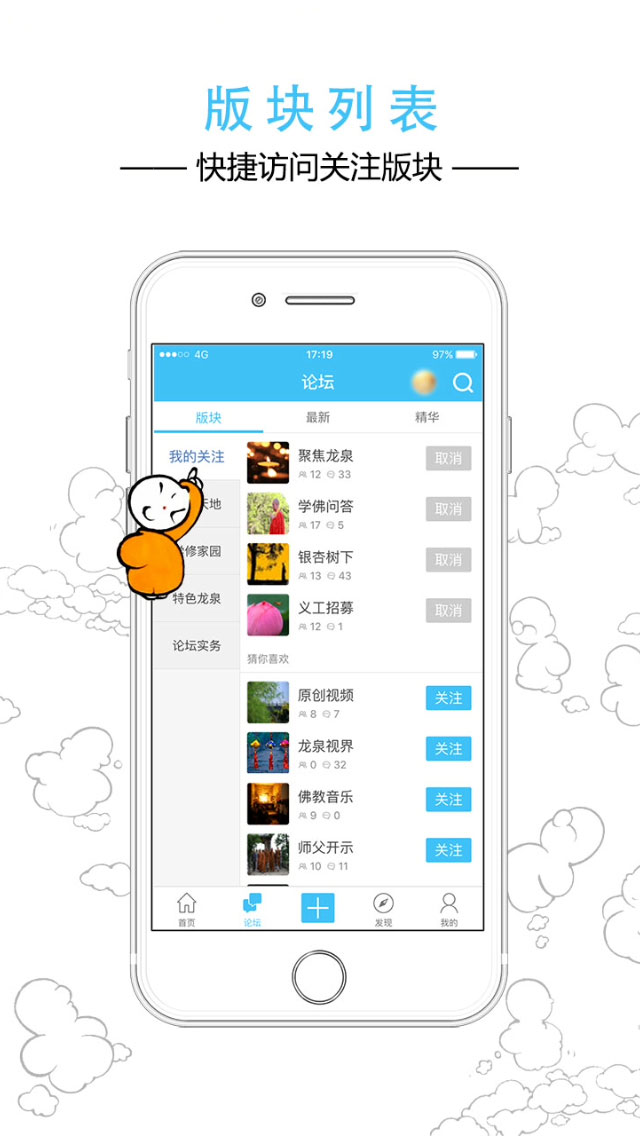 版块列表
快捷访问关注版块
4G 17:19 97%
论坛
版块 最新 精华
我的关注
天地
修家园
特色龙泉
论坛实务
聚焦龙泉 取消
12 33
学佛问答 取消
17 5
银杏树下 取消
13 43
义工招募 取消
12 1
猜你喜欢
原创视频 关注
8 7
龙泉视界 关注
0 32
佛教音乐 关注
9 0
师父开示 关注
10 11
首页 论坛 发现 我的